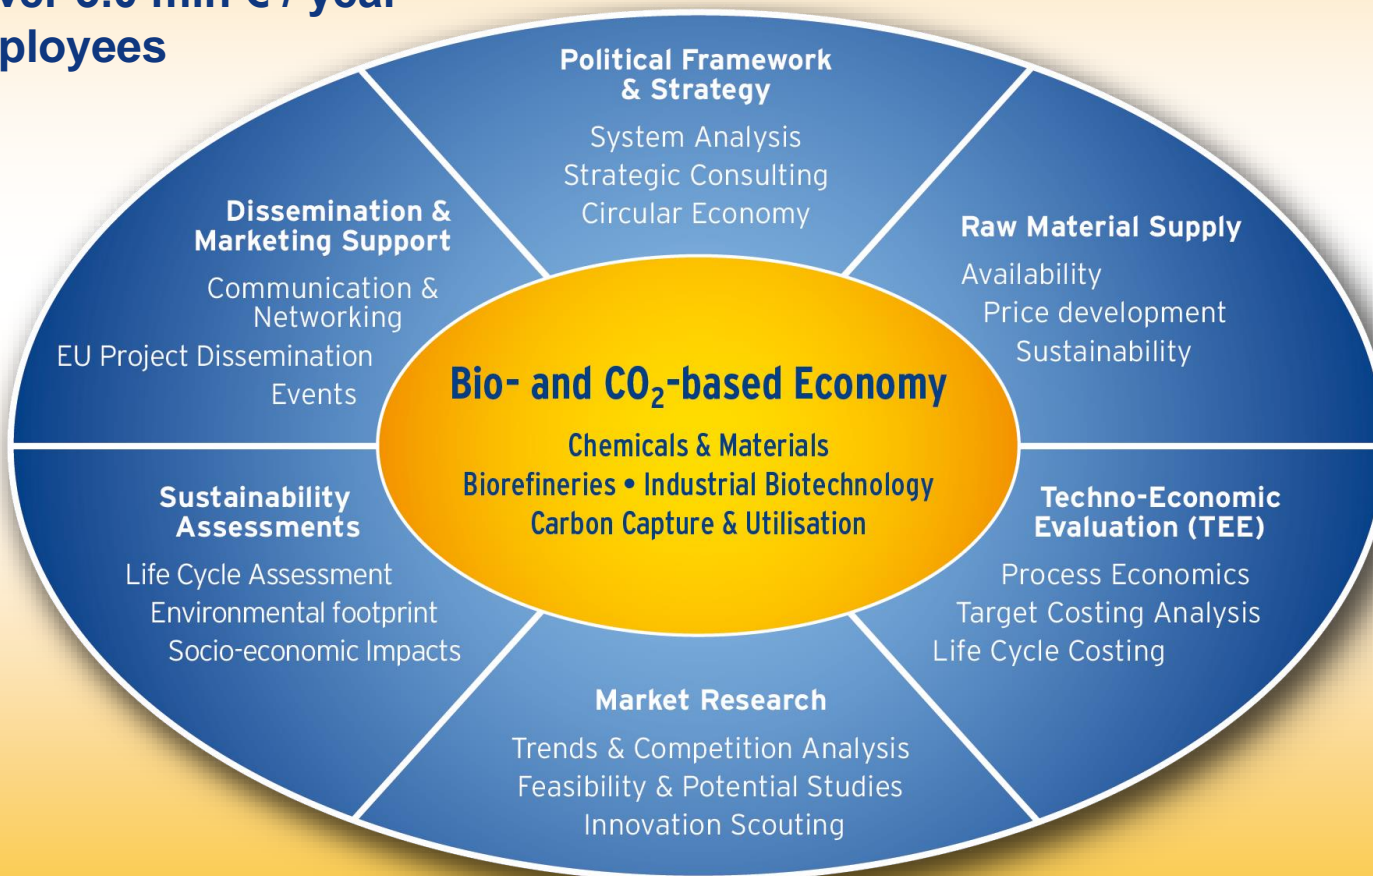 ployees
Political Framework
& Strategy
System Analysis
Strategic Consulting
Circular Economy
Dissemination &
Marketing Support
Communication &
Networking
EU Project Dissemination
Events
Raw Material Supply
Availability
Price development
Sustainability
Bio- and CO₂-based Economy
Chemicals & Materials
Biorefineries • Industrial Biotechnology
Carbon Capture & Utilisation
Sustainability
Assessments
Life Cycle Assessment
Environmental footprint
Socio-economic Impacts
Techno-Economic
Evaluation (TEE)
Process Economics
Target Costing Analysis
Life Cycle Costing
Market Research
Trends & Competition Analysis
Feasibility & Potential Studies
Innovation Scouting